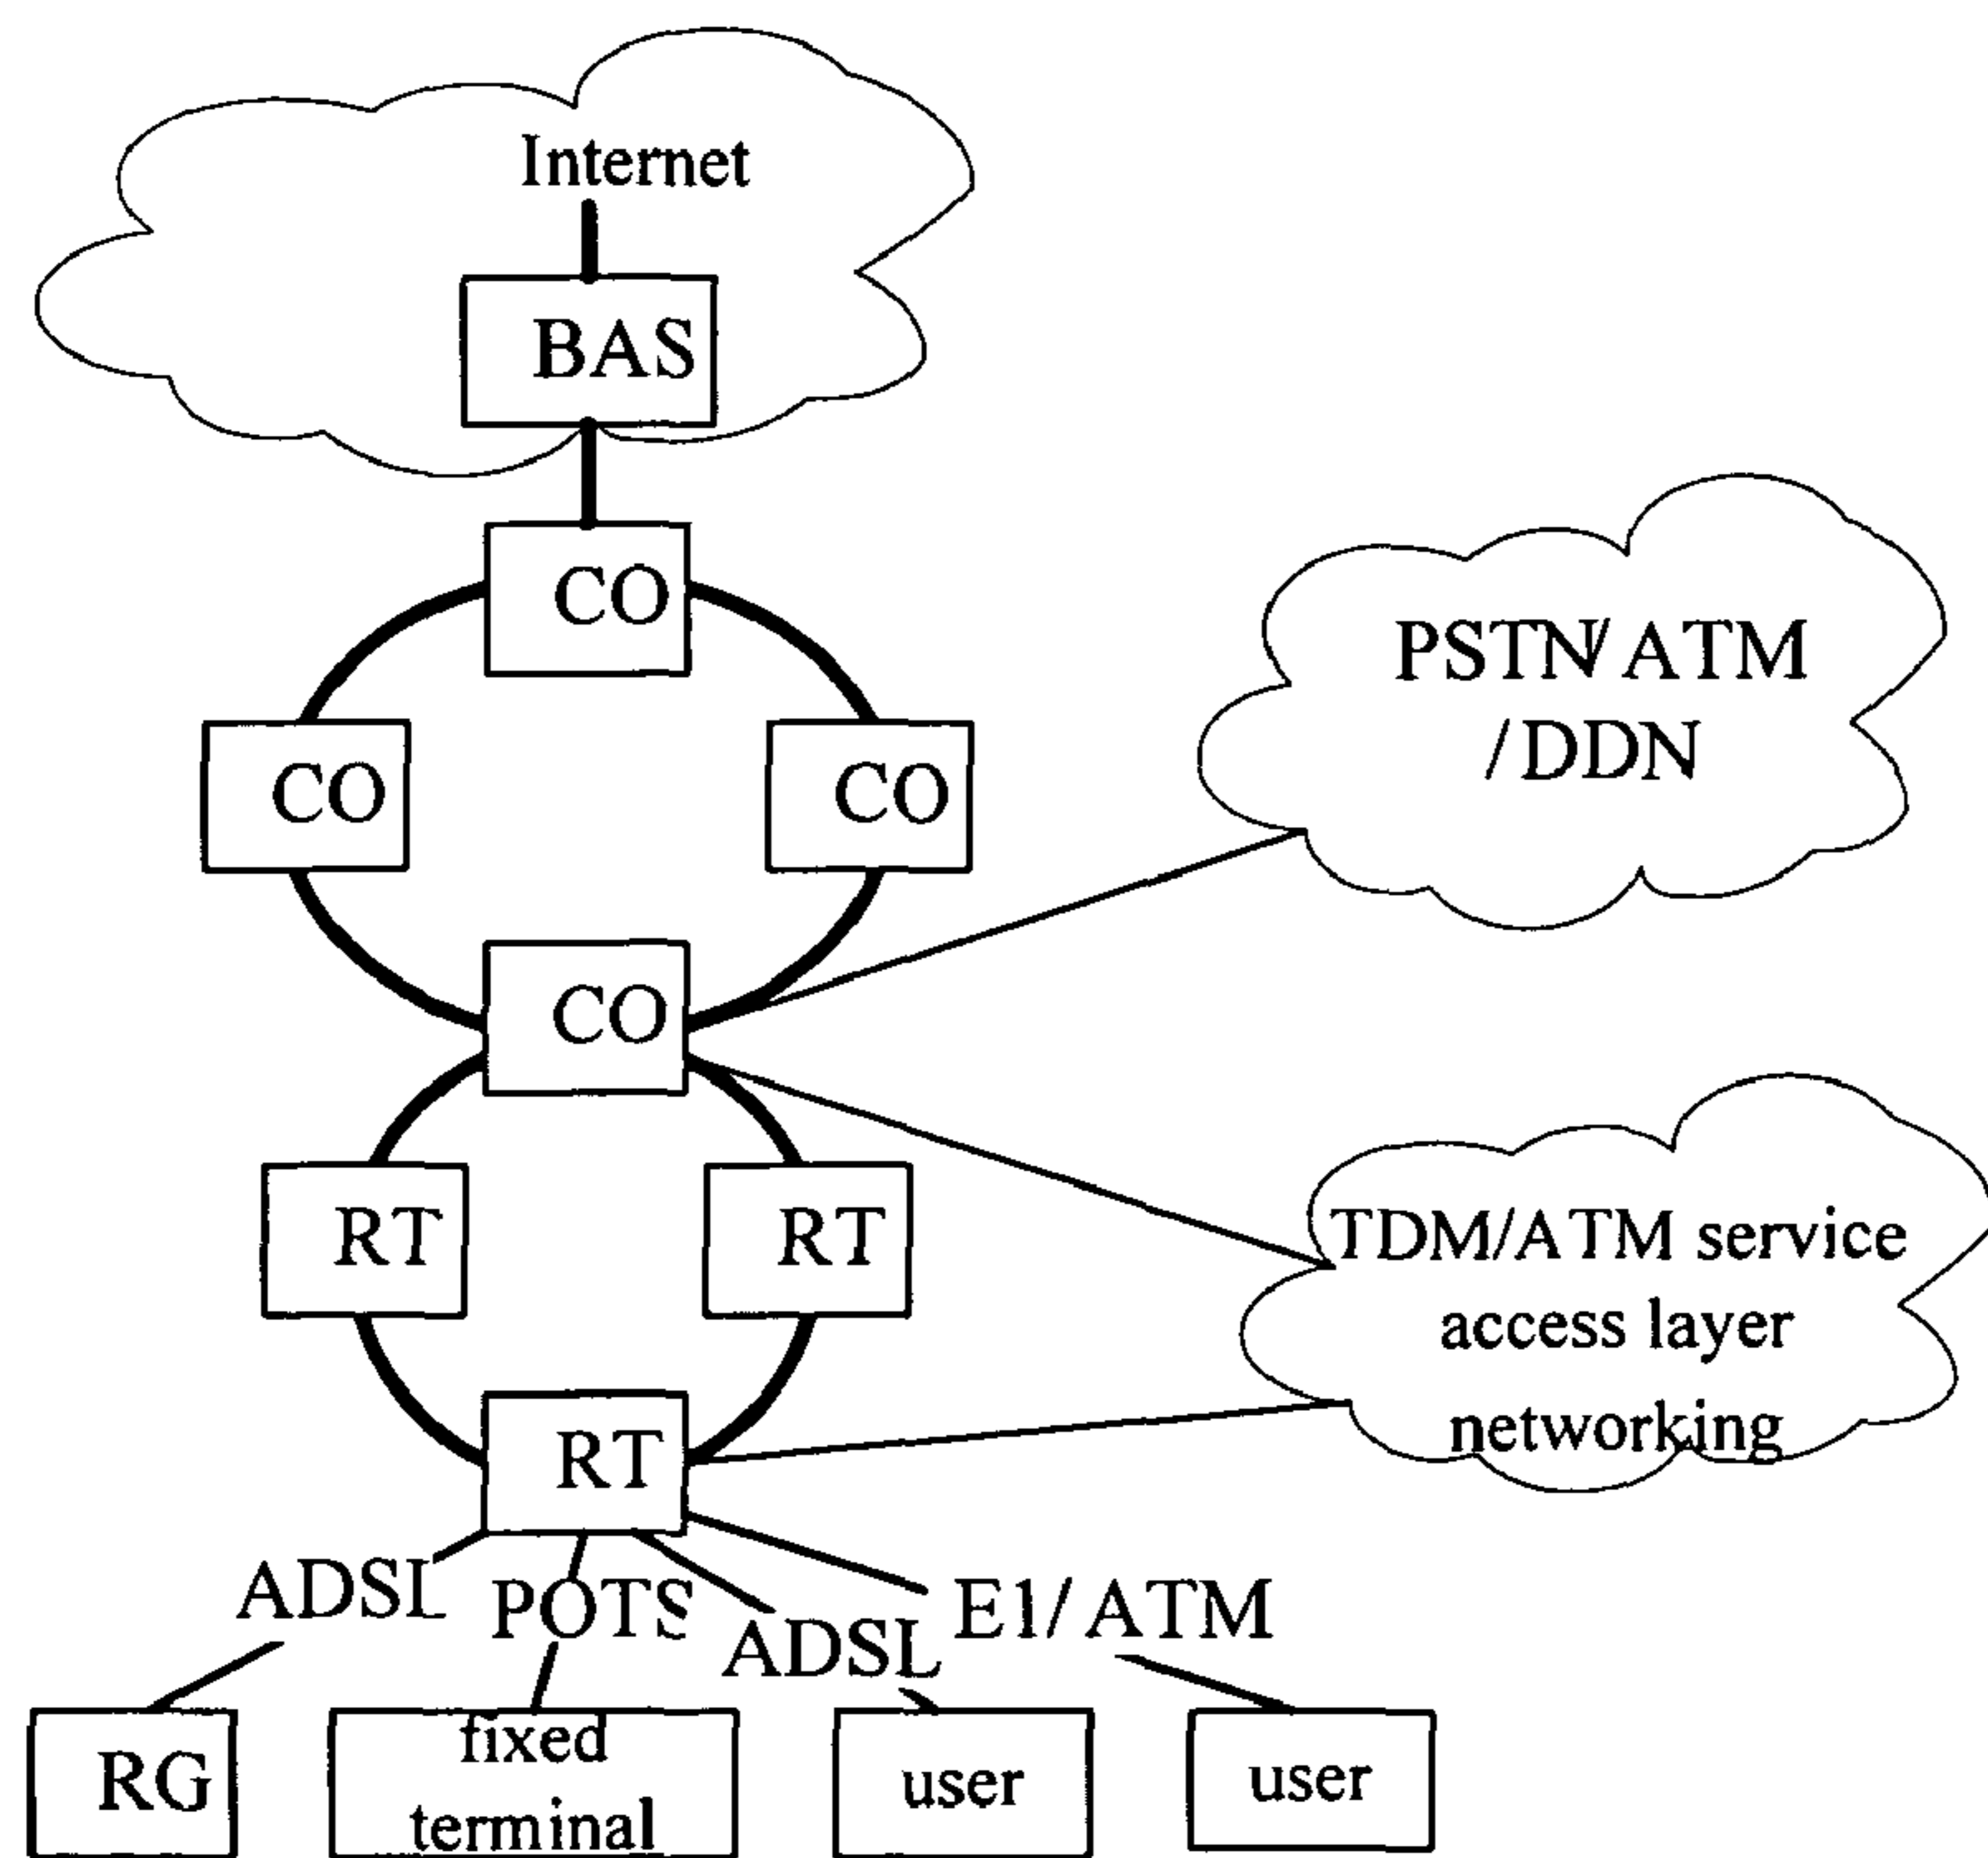 Internet
BAS
CO
CO
CO
PSTN/ATM
/DDN
CO
RT
RT
TDM/ATM service
access layer
networking
RT
ADSL
POTS
ADSL
E1/ATM
RG
fixed
terminal
user
user